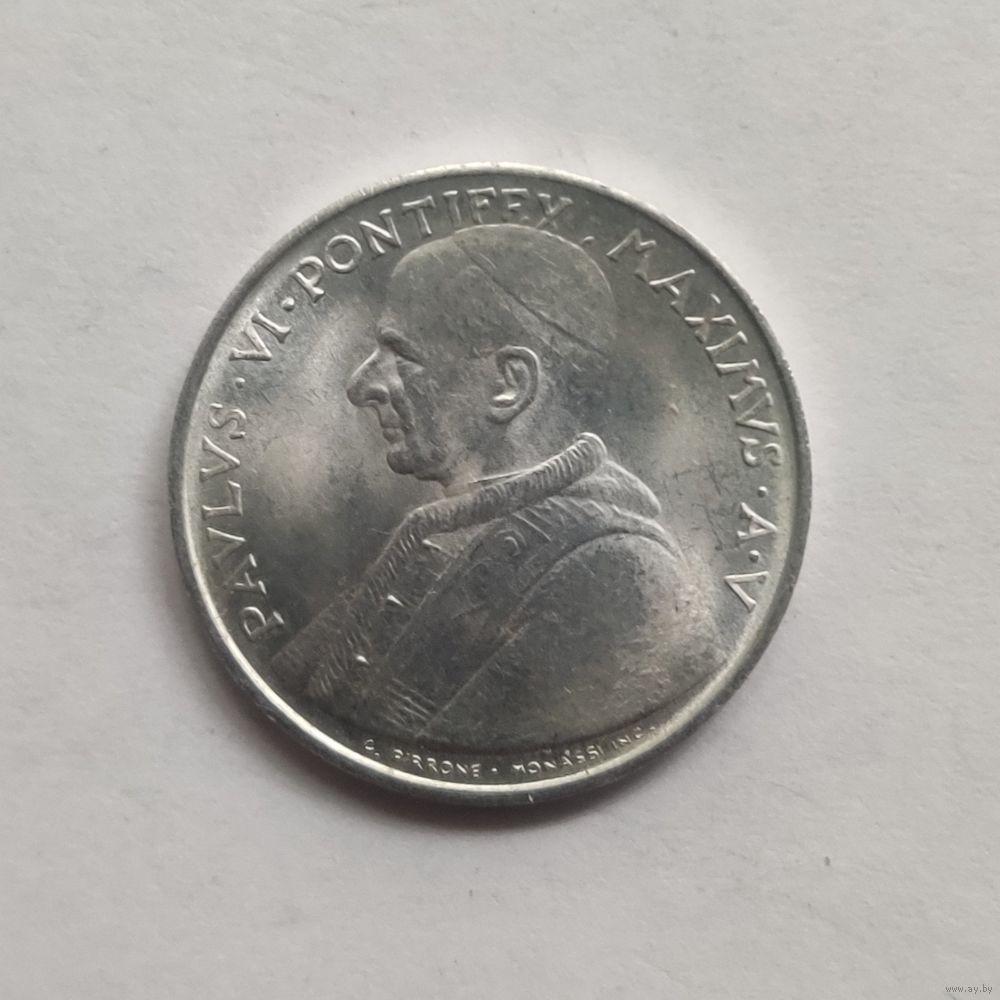 PAVLVS · VI · PONTIFEX · MAXIMVS · A · V
G. PIRRONE · MONASSI INC.
www.ay.by